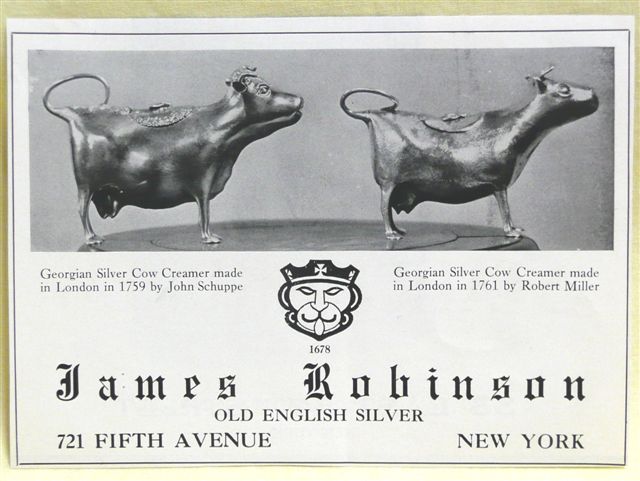 Georgian Silver Cow Creamer made
in London in 1759 by John Schuppe
Georgian Silver Cow Creamer made
in London in 1761 by Robert Miller
1678
James Robinson
OLD ENGLISH SILVER
721 FIFTH AVENUE
NEW YORK